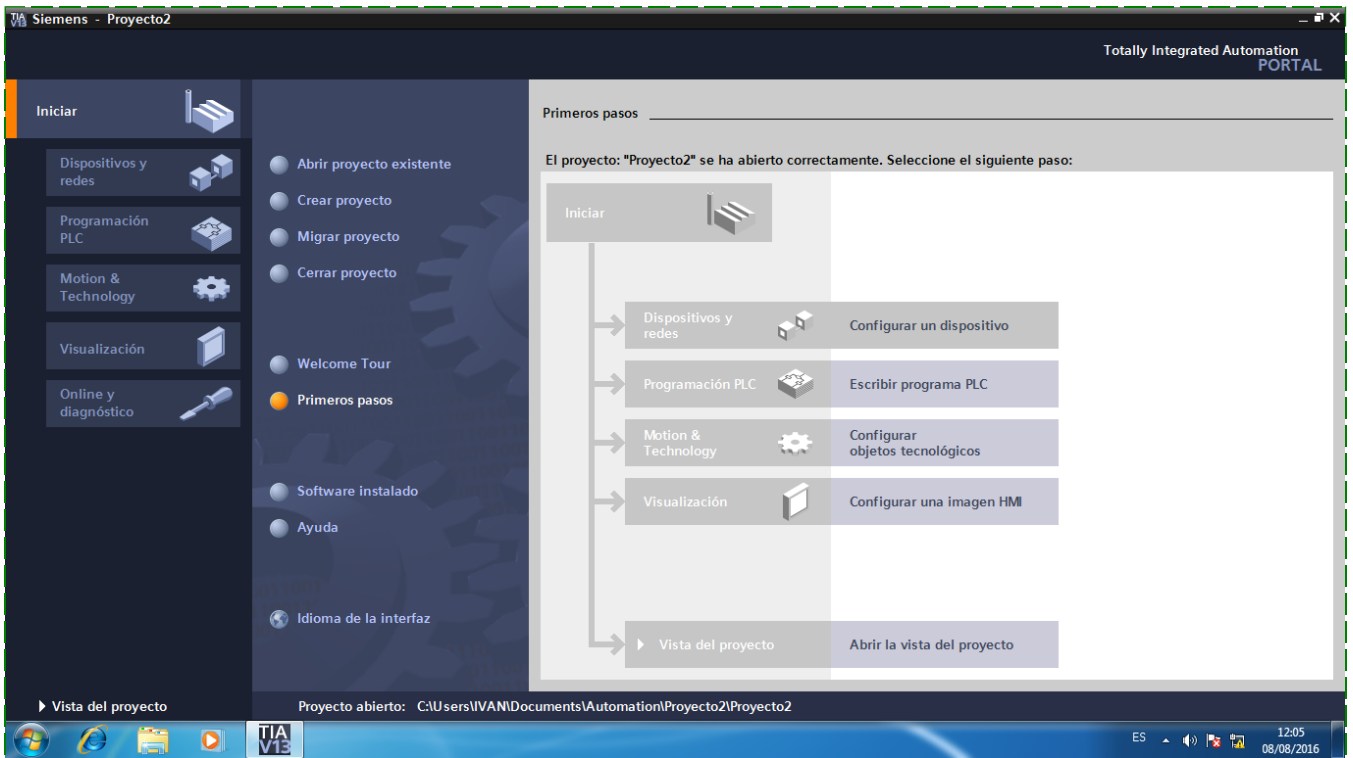 Siemens - Proyecto2
Totally Integrated Automation
PORTAL
Iniciar
Dispositivos y
redes
Programación
PLC
Motion &
Technology
Visualización
Online y
diagnóstico
Abrir proyecto existente
Crear proyecto
Migrar proyecto
Cerrar proyecto
Welcome Tour
Primeros pasos
Software instalado
Ayuda
Idioma de la interfaz
Primeros pasos
El proyecto: "Proyecto2" se ha abierto correctamente. Seleccione el siguiente paso:
Iniciar
Dispositivos y
redes
Configurar un dispositivo
Programación PLC
Escribir programa PLC
Motion &
Technology
Configurar
objetos tecnológicos
Visualización
Configurar una imagen HMI
Vista del proyecto
Abrir la vista del proyecto
Vista del proyecto
Proyecto abierto: C:\Users\IVAN\Documents\Automation\Proyecto2\Proyecto2
TIA
V13
ES
12:05
08/08/2016